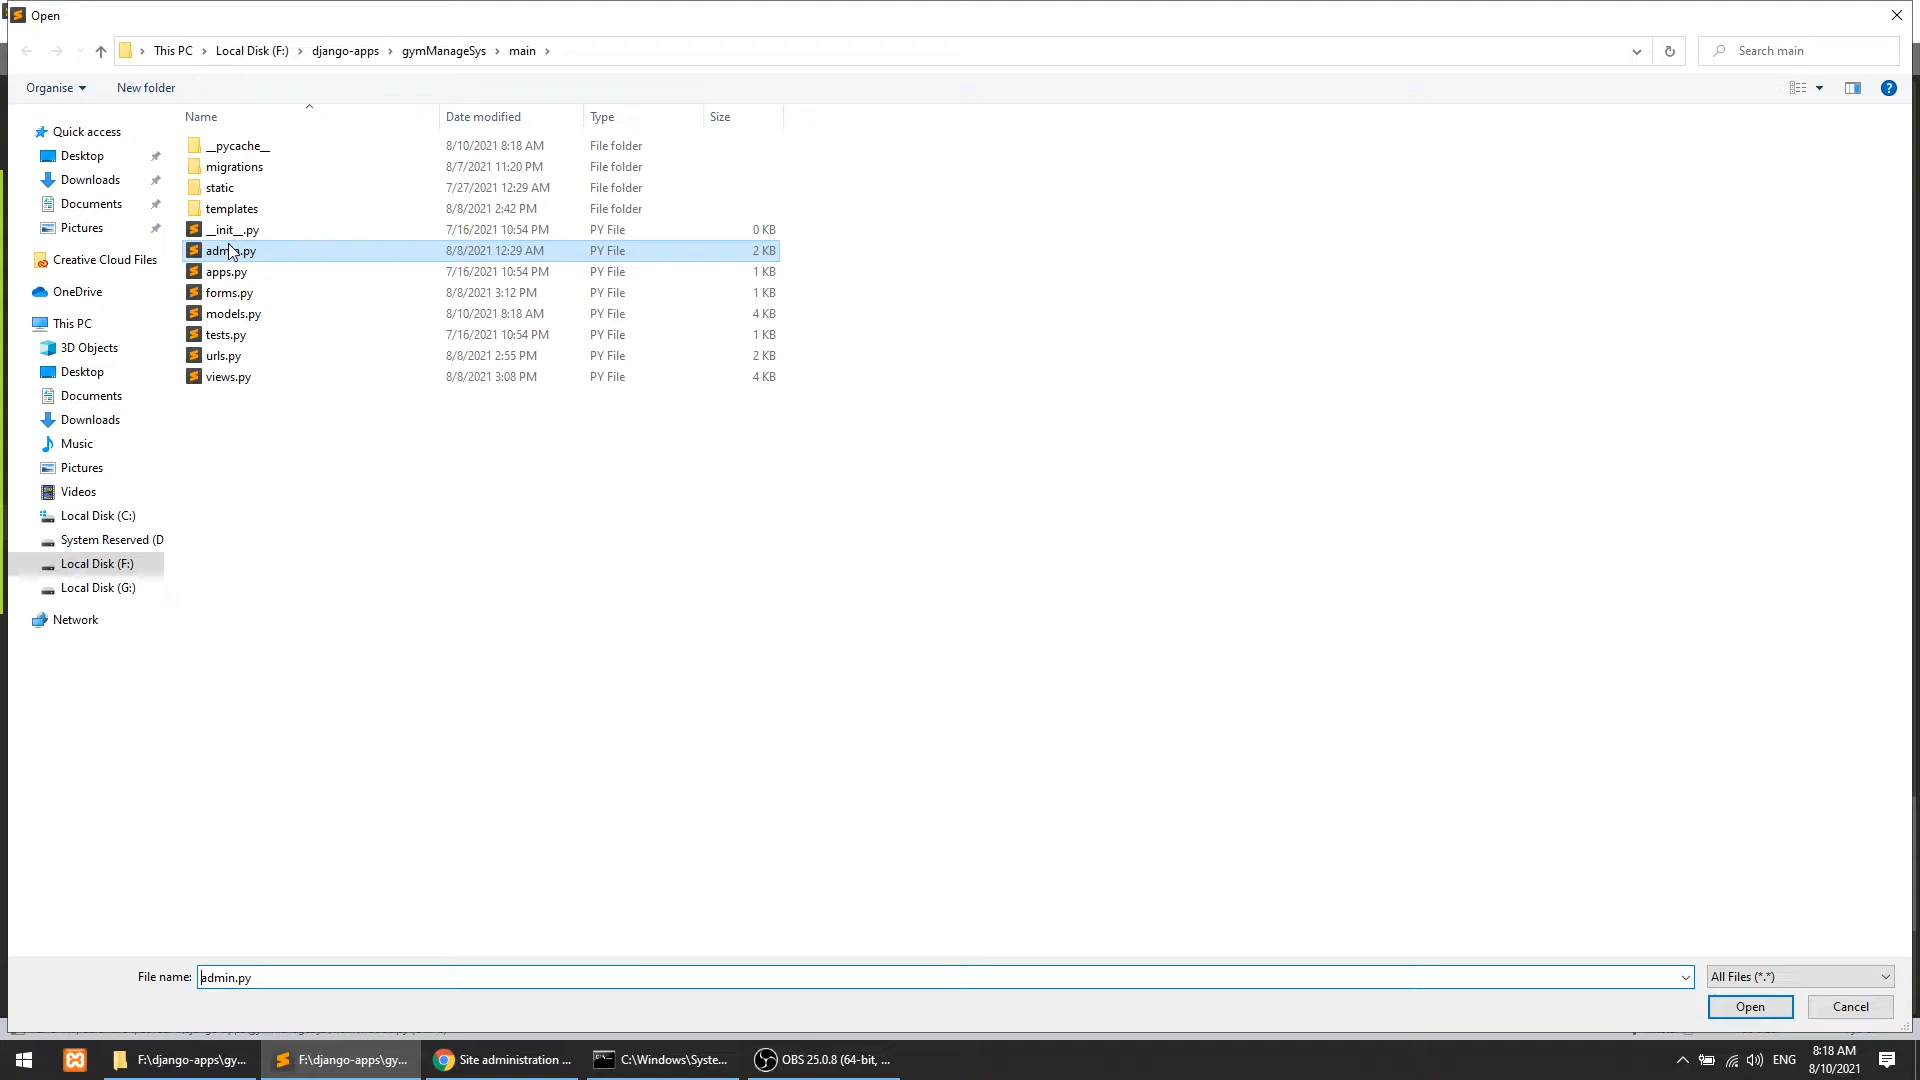 Open
This PC
Local Disk (F:)
django-apps
gymManageSys
main
Search main
Organise
New folder
Name Date modified Type Size
Quick access
Desktop
Downloads
Documents
Pictures
Creative Cloud Files
OneDrive
This PC
3D Objects
Desktop
Documents
Downloads
Music
Pictures
Videos
Local Disk (C:)
System Reserved (D
Local Disk (F:)
Local Disk (G:)
Network
__pycache__ 8/10/2021 8:18 AM File folder
migrations 8/7/2021 11:20 PM File folder
static 7/27/2021 12:29 AM File folder
templates 8/8/2021 2:42 PM File folder
__init__.py 7/16/2021 10:54 PM PY File 0 KB
admin.py 8/8/2021 12:29 AM PY File 2 KB
apps.py 7/16/2021 10:54 PM PY File 1 KB
forms.py 8/8/2021 3:12 PM PY File 1 KB
models.py 8/10/2021 8:18 AM PY File 4 KB
tests.py 7/16/2021 10:54 PM PY File 1 KB
urls.py 8/8/2021 2:55 PM PY File 2 KB
views.py 8/8/2021 3:08 PM PY File 4 KB
File name: admin.py All Files (*.*)
Open Cancel
F:\django-apps\gy...
F:\django-apps\gy...
Site administration ...
C:\Windows\Syste...
OBS 25.0.8 (64-bit, ...
ENG
8:18 AM
8/10/2021